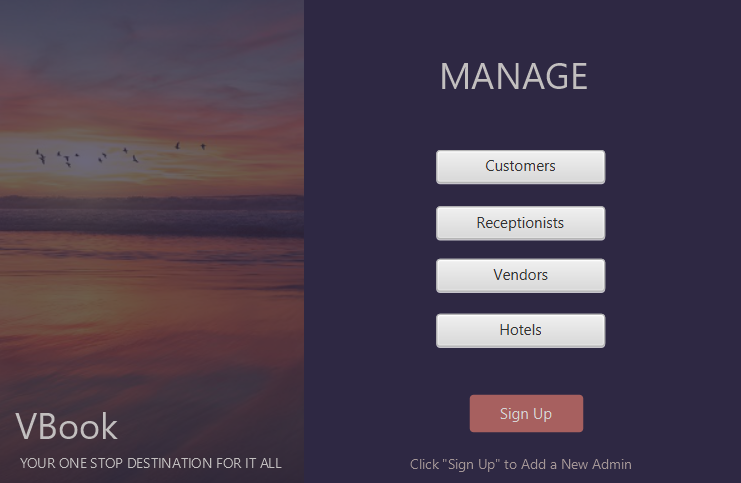 MANAGE
Customers
Receptionists
Vendors
Hotels
Sign Up
Click "Sign Up" to Add a New Admin
VBook
YOUR ONE STOP DESTINATION FOR IT ALL